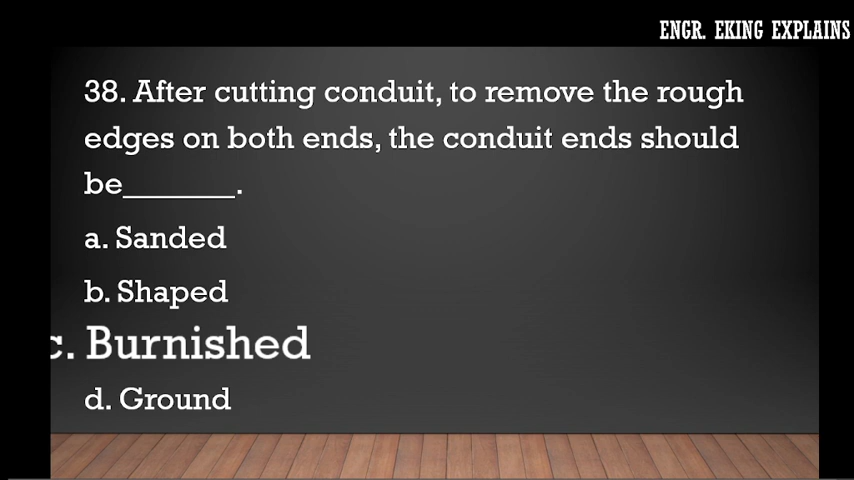 ENGR. EKING EXPLAINS
38. After cutting conduit, to remove the rough
edges on both ends, the conduit ends should
be_______.
a. Sanded
b. Shaped
c. Burnished
d. Ground